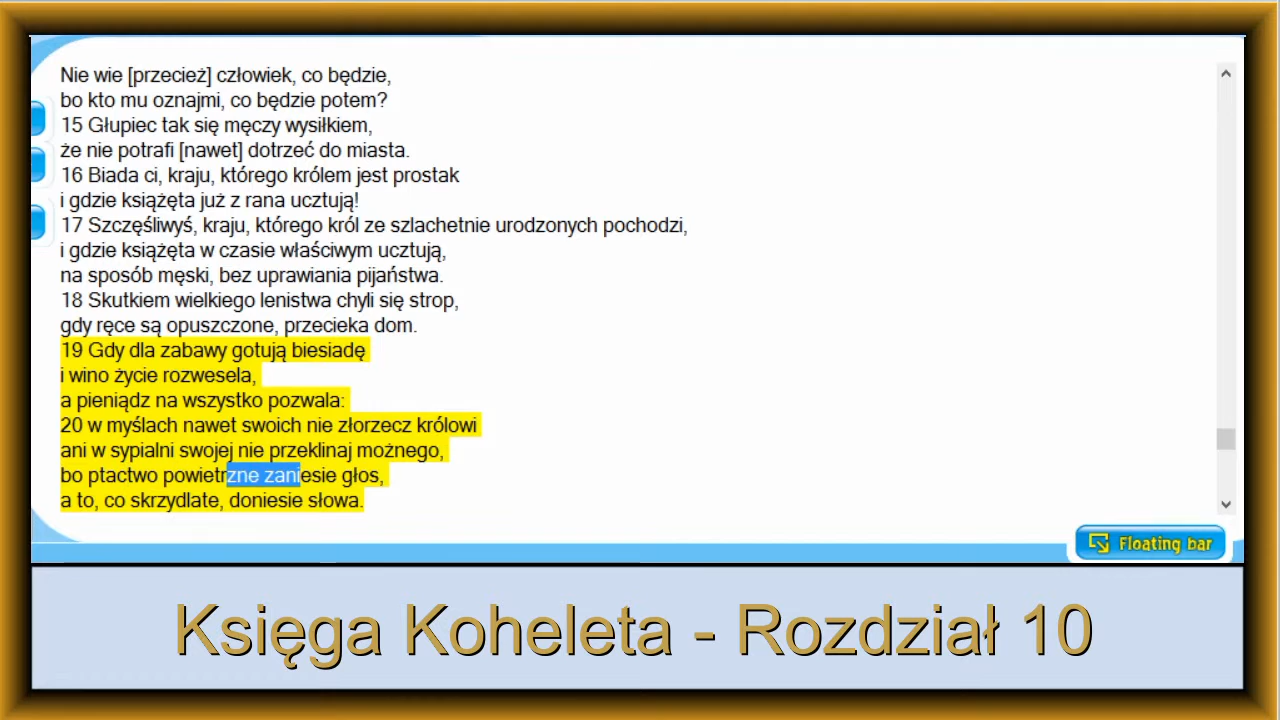 Nie wie [przecież] człowiek, co będzie,
bo kto mu oznajmi, co będzie potem?
15 Głupiec tak się męczy wysiłkiem,
że nie potrafi [nawet] dotrzeć do miasta.
16 Biada ci, kraju, którego królem jest prostak
i gdzie książęta już z rana ucztują!
17 Szczęśliwyś, kraju, którego król ze szlachetnie urodzonych pochodzi,
i gdzie książęta w czasie właściwym ucztują,
na sposób męski, bez uprawiania pijaństwa.
18 Skutkiem wielkiego lenistwa chyli się strop,
gdy ręce są opuszczone, przecieka dom.
19 Gdy dla zabawy gotują biesiadę
i wino życie rozwesela,
a pieniądz na wszystko pozwala:
20 w myślach nawet swoich nie złorzecz królowi
ani w sypialni swojej nie przeklinaj możnego,
bo ptactwo powietrzne zaniesie głos,
a to, co skrzydlate, doniesie słowa.
Floating bar
Księga Koheleta - Rozdział 10